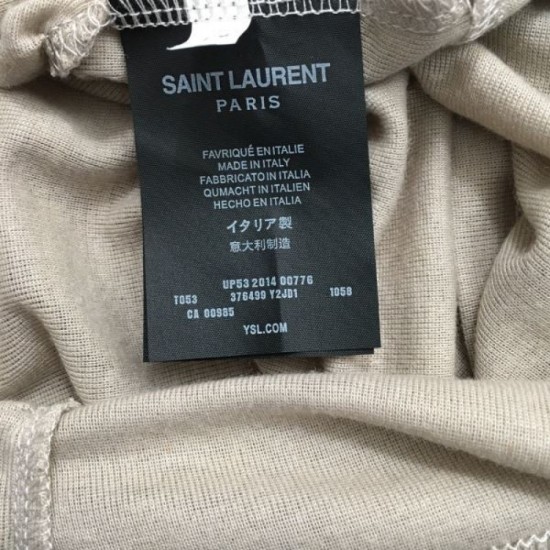 SAINT LAURENT
PARIS
FAVRIQUÉ EN ITALIE
MADE IN ITALY
FABBRICATO IN ITALIA
QUMACHT IN ITALIEN
HECHO EN ITALIA
イタリア製
意大利制造
UP53 2014 00776
T053 376499 Y2JD1 1058
CA 00985
YSL.COM